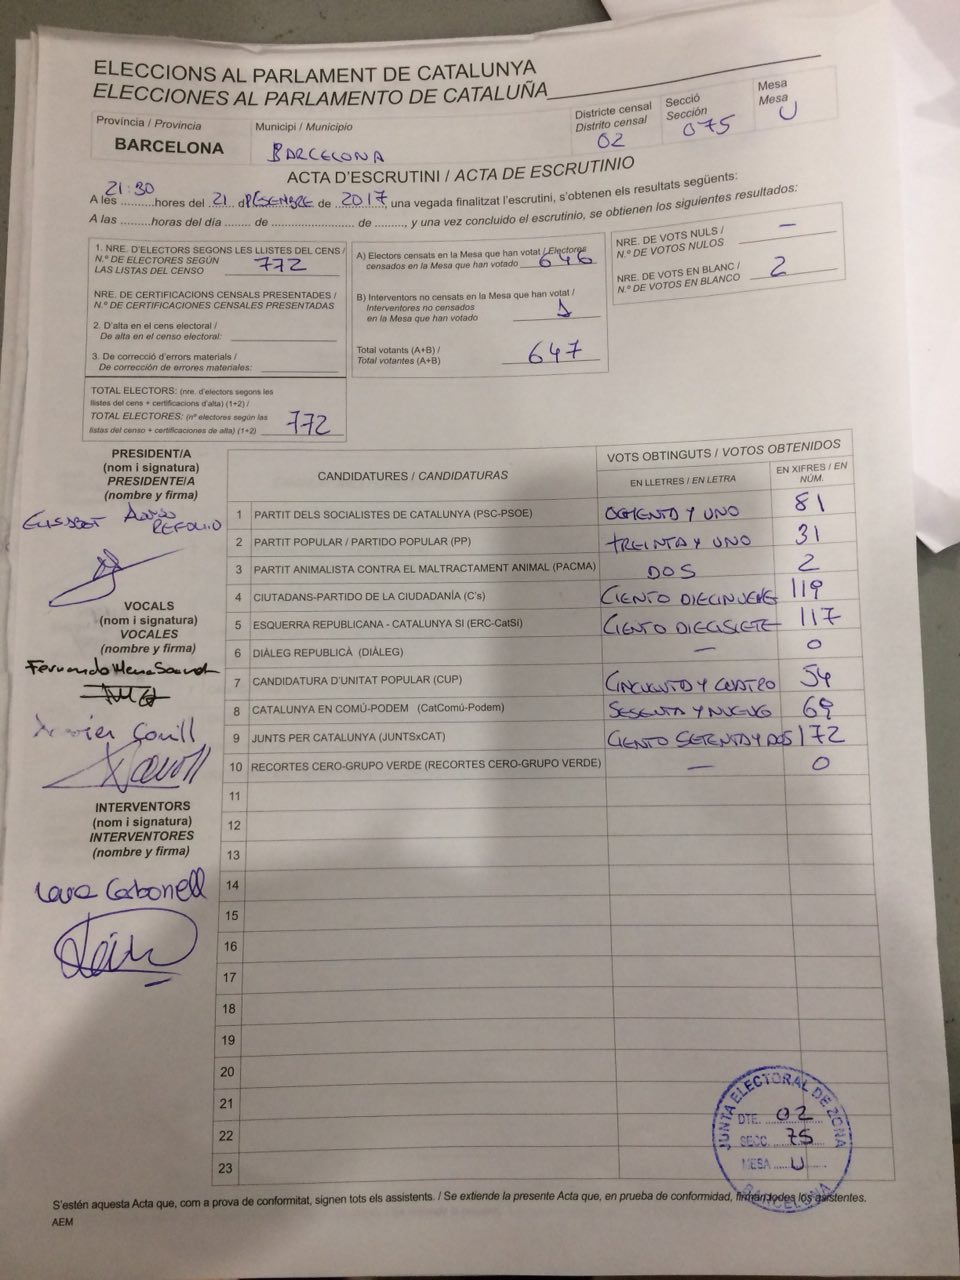 ELECCIONS AL PARLAMENT DE CATALUNYA
ELECCIONES AL PARLAMENTO DE CATALUÑA
Província / Provincia
BARCELONA
Municipi / Municipio
BARCELONA
Districte censal
Distrito censal
02
Secció
Sección
075
Mesa
Mesa
U
ACTA D'ESCRUTINI / ACTA DE ESCRUTINIO
A les 21:30 hores del 21 de de 2017, una vegada finalitzat l'escrutini, s'obtenen els resultats següents:
A las .........horas del día ........ de ........................ de ........., y una vez concluido el escrutinio, se obtienen los siguientes resultados:
1. NRE. D'ELECTORS SEGONS LES LLISTES DEL CENS /
N.º DE ELECTORES SEGÚN
LAS LISTAS DEL CENSO 772
NRE. DE CERTIFICACIONS CENSALS PRESENTADES /
N.º DE CERTIFICACIONES CENSALES PRESENTADAS
2. D'alta en el cens electoral /
De alta en el censo electoral:
3. De correcció d'errors materials /
De corrección de errores materiales:
TOTAL ELECTORS: (nre. d'electors segons les
llistes del cens + certificacions d'alta) (1+2) /
TOTAL ELECTORES: (nº electores según las
listas del censo + certificaciones de alta) (1+2) 772
A) Electors censats en la Mesa que han votat / Electores
censados en la Mesa que han votado 646
B) Interventors no censats en la Mesa que han votat /
Interventores no censados
en la Mesa que han votado 1
Total votants (A+B) /
Total votantes (A+B) 647
NRE. DE VOTS NULS /
N.º DE VOTOS NULOS —
NRE. DE VOTS EN BLANC /
N.º DE VOTOS EN BLANCO 2
PRESIDENT/A
(nom i signatura)
PRESIDENTE/A
(nombre y firma)
VOCALS
(nom i signatura)
VOCALES
(nombre y firma)
Xavier
INTERVENTORS
(nom i signatura)
INTERVENTORES
(nombre y firma)
Carbonell
CANDIDATURES / CANDIDATURAS
VOTS OBTINGUTS / VOTOS OBTENIDOS
EN LLETRES / EN LETRA
EN XIFRES / EN NÚM.
1 PARTIT DELS SOCIALISTES DE CATALUNYA (PSC-PSOE) OCHENTA Y UNO 81
2 PARTIT POPULAR / PARTIDO POPULAR (PP) TREINTA Y UNO 31
3 PARTIT ANIMALISTA CONTRA EL MALTRACTAMENT ANIMAL (PACMA) DOS 2
4 CIUTADANS-PARTIDO DE LA CIUDADANÍA (C's) CIENTO DIECINUEVE 119
5 ESQUERRA REPUBLICANA - CATALUNYA SI (ERC-CatSí) CIENTO DIECISIETE 117
6 DIÀLEG REPUBLICÀ (DIÀLEG) — 0
7 CANDIDATURA D'UNITAT POPULAR (CUP) CINCUENTA Y CUATRO 54
8 CATALUNYA EN COMÚ-PODEM (CatComú-Podem) SESENTA Y NUEVE 69
9 JUNTS PER CATALUNYA (JUNTSxCAT) CIENTO SETENTA Y DOS 172
10 RECORTES CERO-GRUPO VERDE (RECORTES CERO-GRUPO VERDE) — 0
11
12
13
14
15
16
17
18
19
20
21
22
23
JUNTA ELECTORAL DE ZONA
DTE. 02
SECC. 75
MESA U
BARCELONA
S'estén aquesta Acta que, com a prova de conformitat, signen tots els assistents. / Se extiende la presente Acta que, en prueba de conformidad, firman todos los asistentes.
AEM